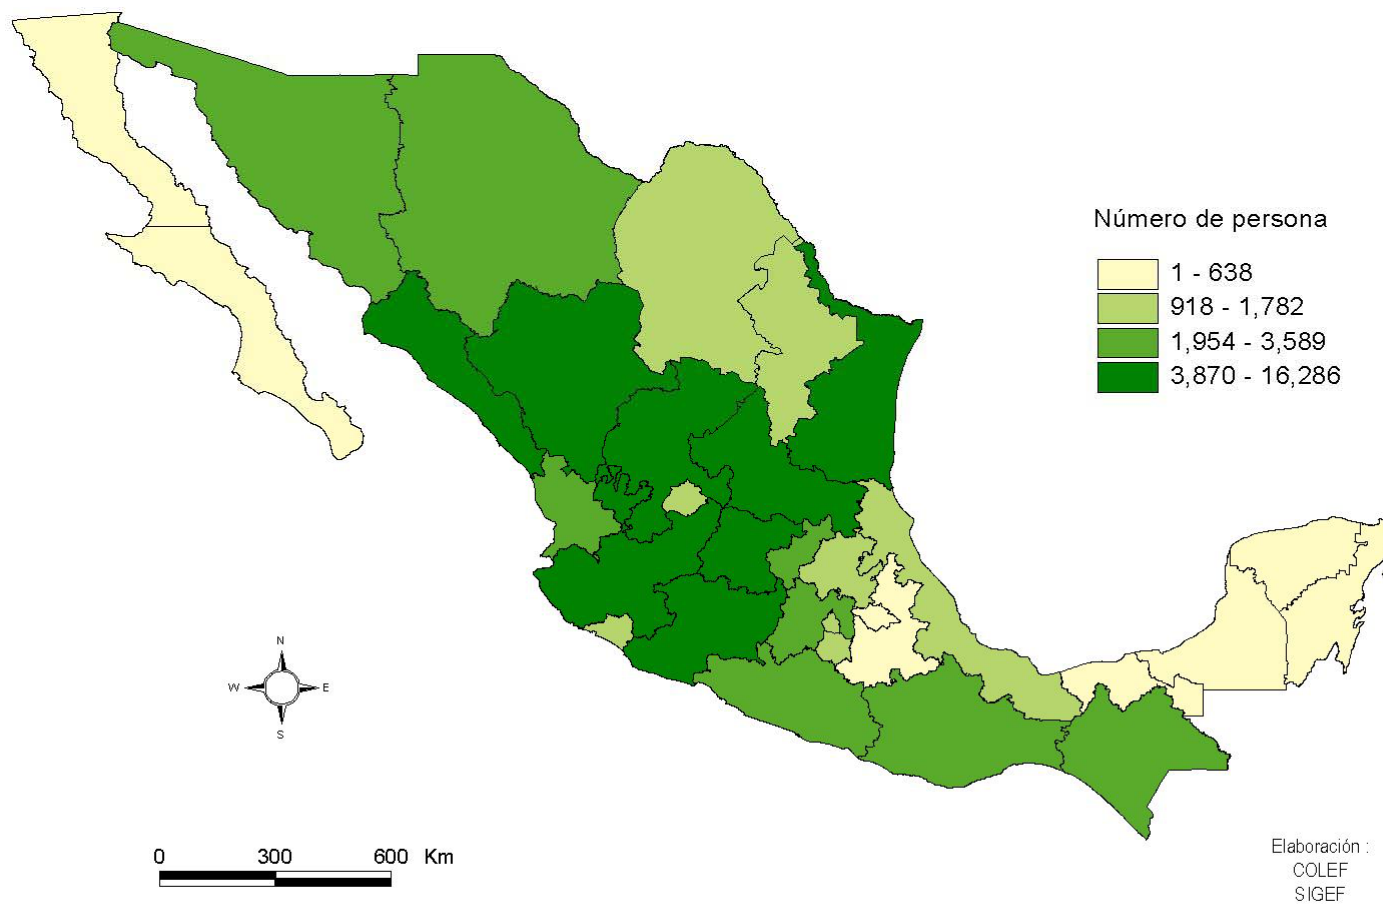 Número de persona
1 - 638
918 - 1,782
1,954 - 3,589
3,870 - 16,286
N
W E
S
0 300 600 Km
Elaboración :
COLEF
SIGEF